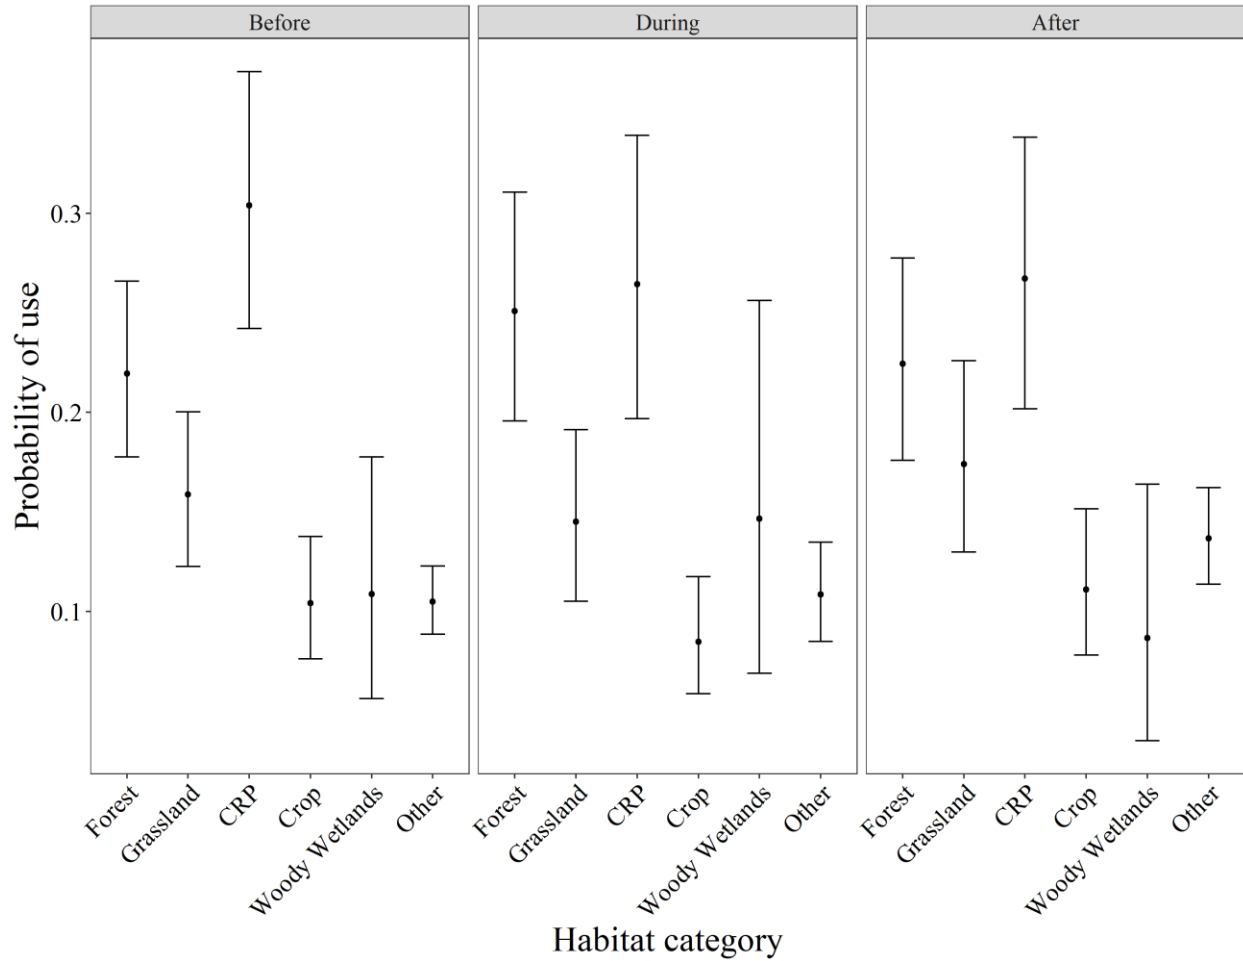 Before During After
Probability of use
0.3
0.2
0.1
Forest Grassland CRP Crop Woody Wetlands Other Forest Grassland CRP Crop Woody Wetlands Other Forest Grassland CRP Crop Woody Wetlands Other
Habitat category